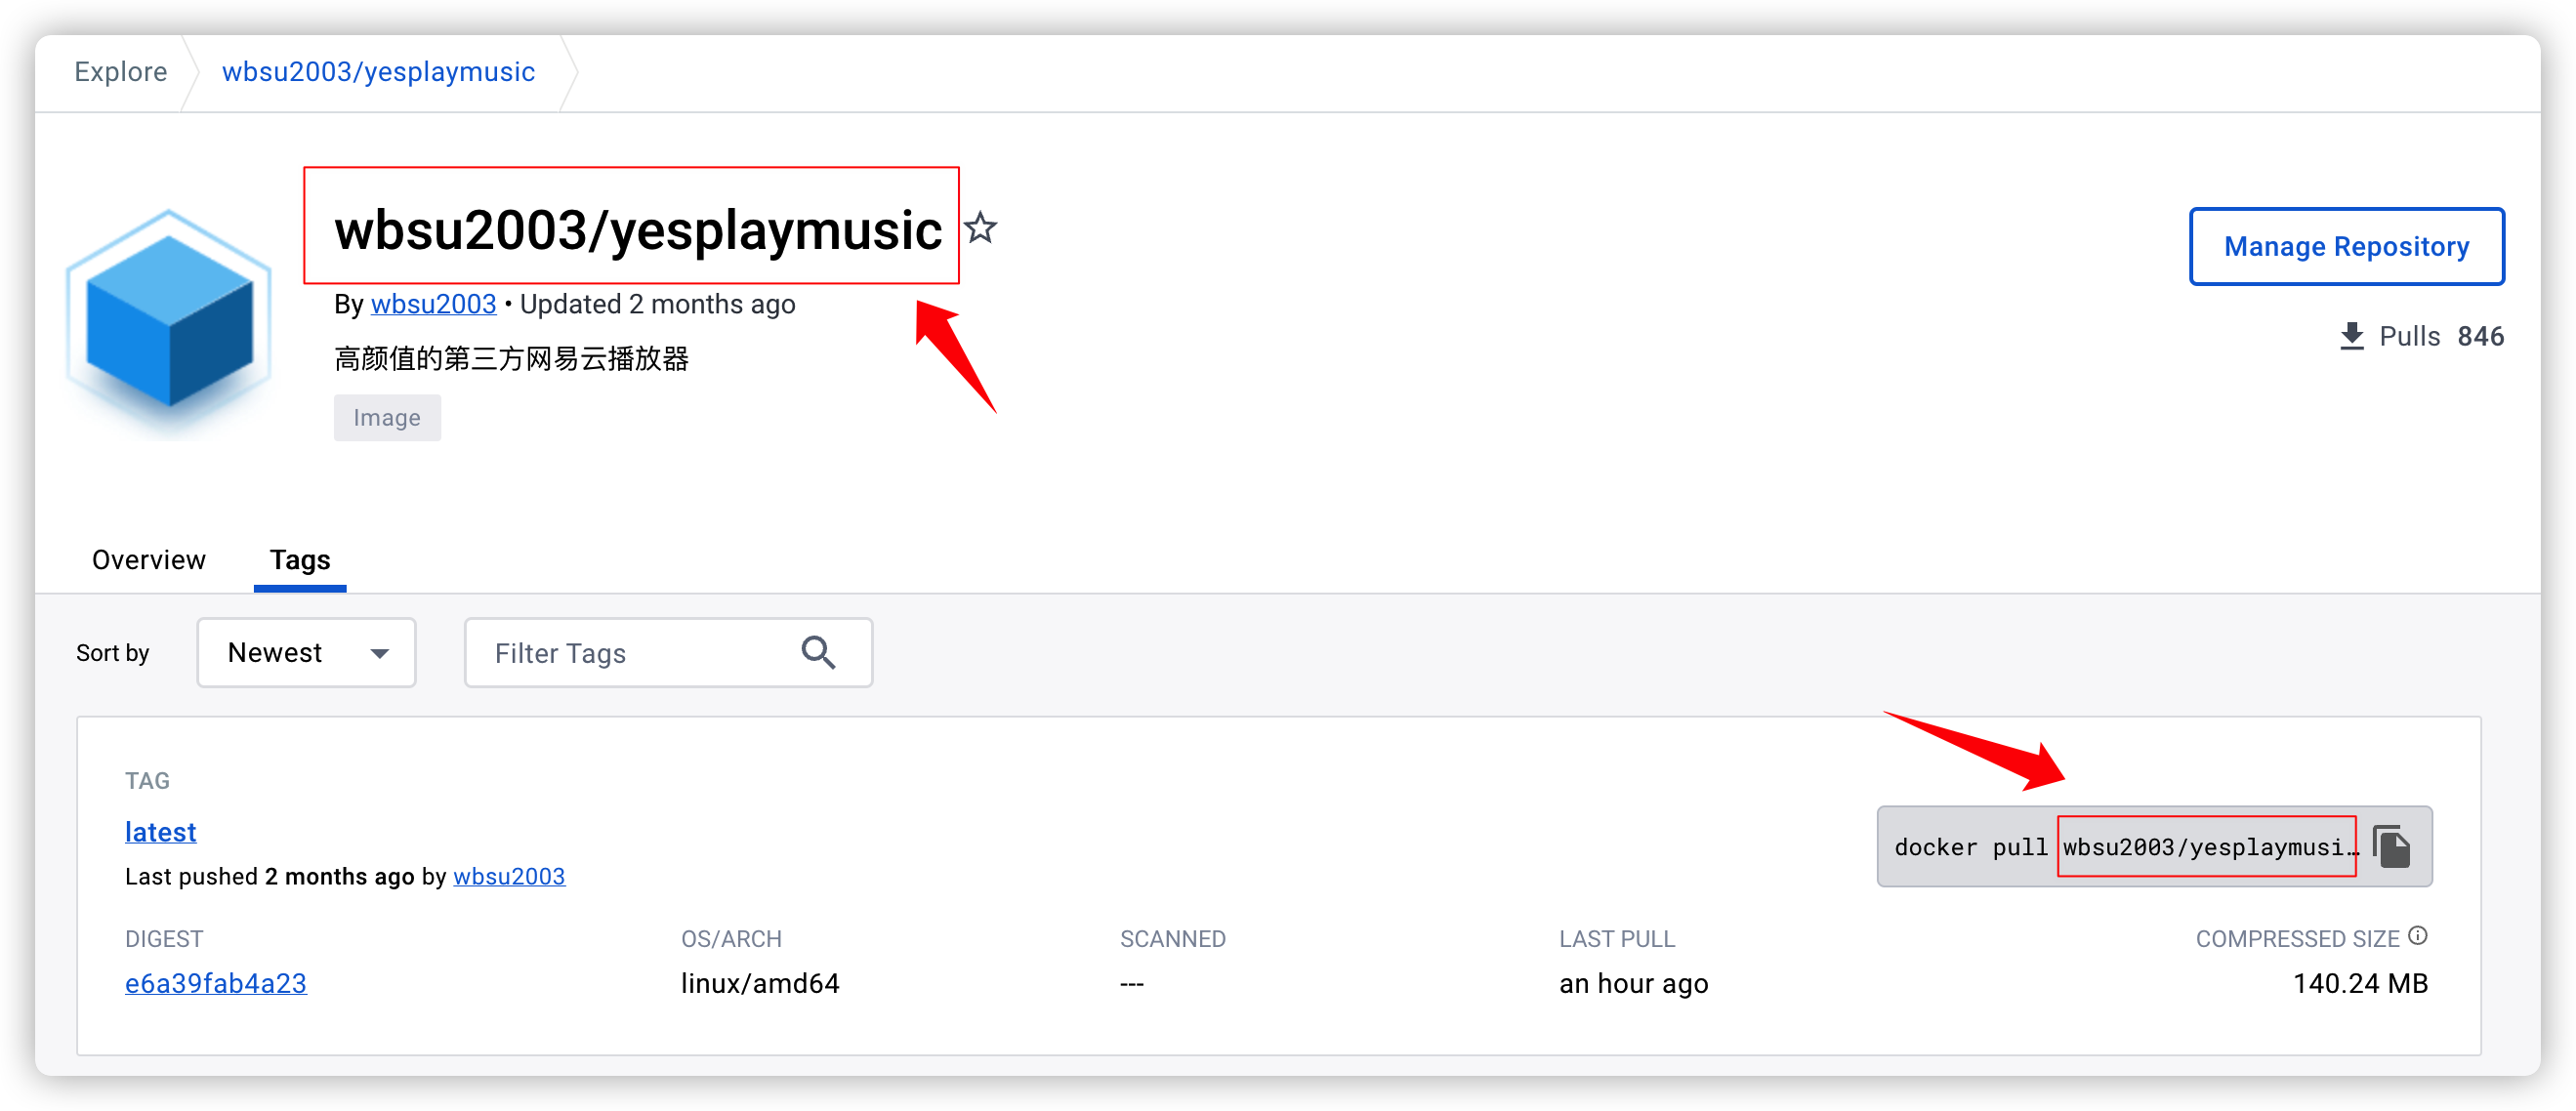 Explore wbsu2003/yesplaymusic
wbsu2003/yesplaymusic
Manage Repository
By wbsu2003 • Updated 2 months ago
Pulls 846
高颜值的第三方网易云播放器
Image
Overview Tags
Sort by Newest Filter Tags
TAG
latest
docker pull wbsu2003/yesplaymusi…
Last pushed 2 months ago by wbsu2003
DIGEST OS/ARCH SCANNED LAST PULL COMPRESSED SIZE
e6a39fab4a23 linux/amd64 --- an hour ago 140.24 MB